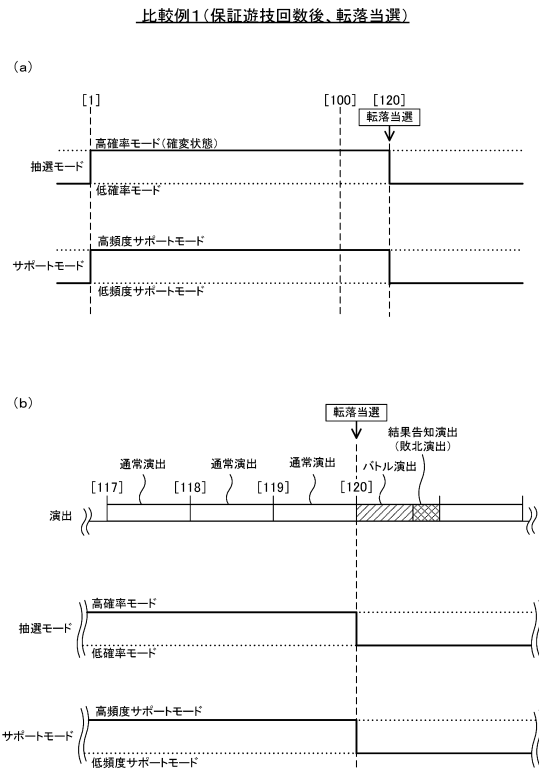 比較例1(保証遊技回数後、転落当選)
(a)
[1] [100] [120]
転落当選
高確率モード(確変状態)
抽選モード
低確率モード
高頻度サポートモード
サポートモード
低頻度サポートモード
(b)
転落当選
結果告知演出
(敗北演出)
通常演出 通常演出 通常演出 バトル演出
[117] [118] [119] [120]
演出
高確率モード
抽選モード
低確率モード
高頻度サポートモード
サポートモード
低頻度サポートモード